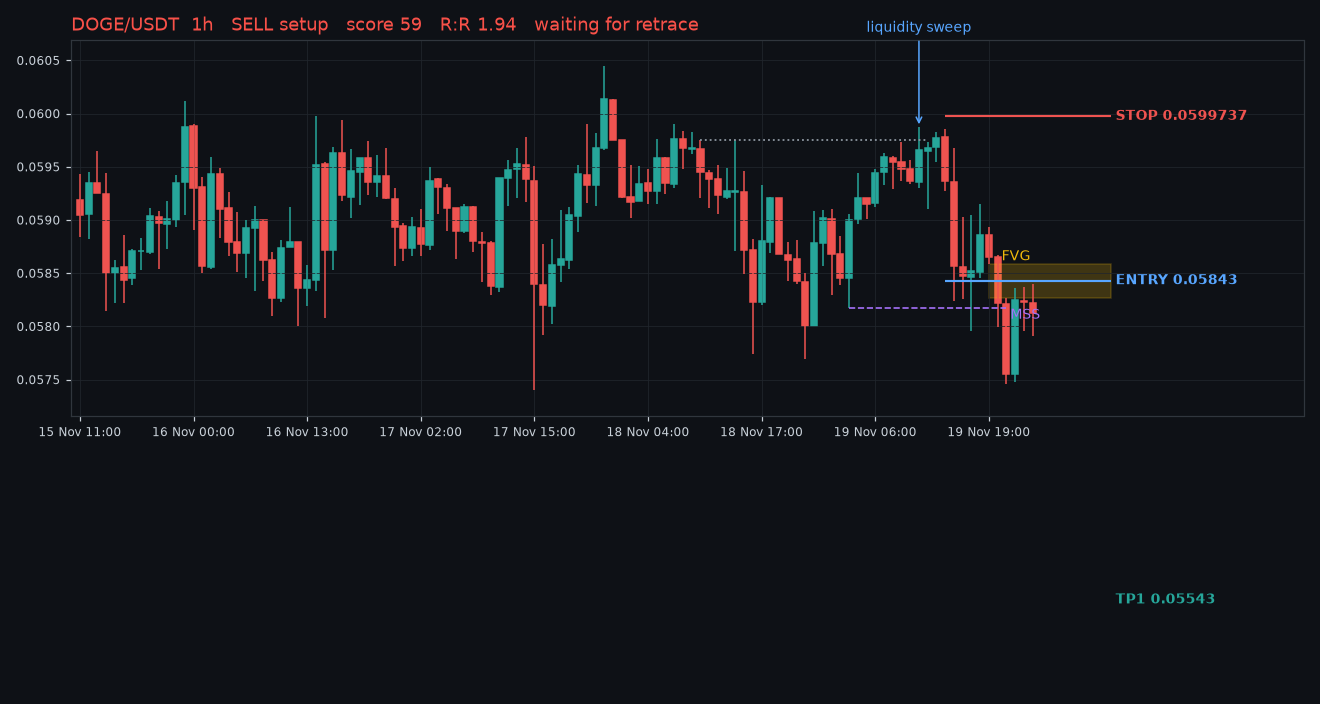 DOGE/USDT 1h SELL setup score 59 R:R 1.94 waiting for retrace
liquidity sweep
0.0605
0.0600
0.0595
0.0590
0.0585
0.0580
0.0575
STOP 0.0599737
FVG
ENTRY 0.05843
MSS
15 Nov 11:00
16 Nov 00:00
16 Nov 13:00
17 Nov 02:00
17 Nov 15:00
18 Nov 04:00
18 Nov 17:00
19 Nov 06:00
19 Nov 19:00
TP1 0.05543